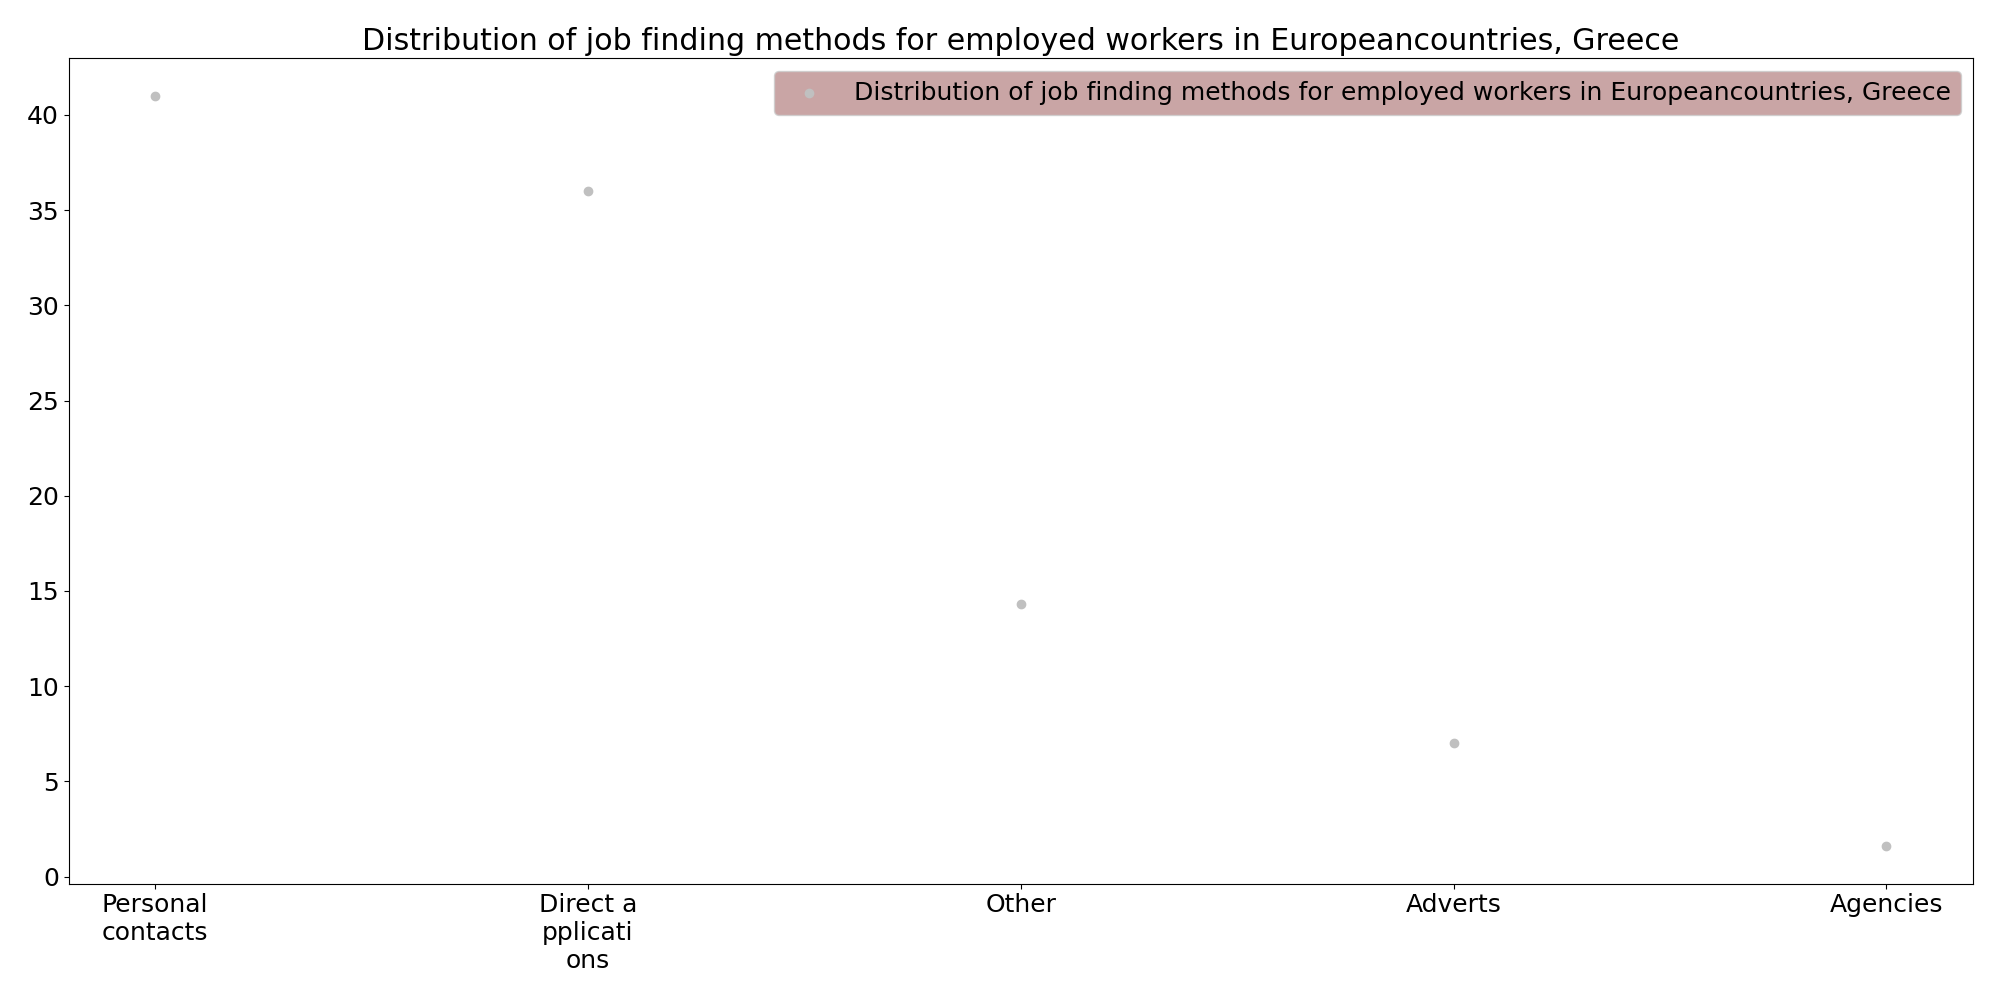 Distribution of job finding methods for employed workers in Europeancountries, Greece
Distribution of job finding methods for employed workers in Europeancountries, Greece
40
35
30
25
20
15
10
5
0
Personal
contacts
Direct a
pplicati
ons
Other
Adverts
Agencies